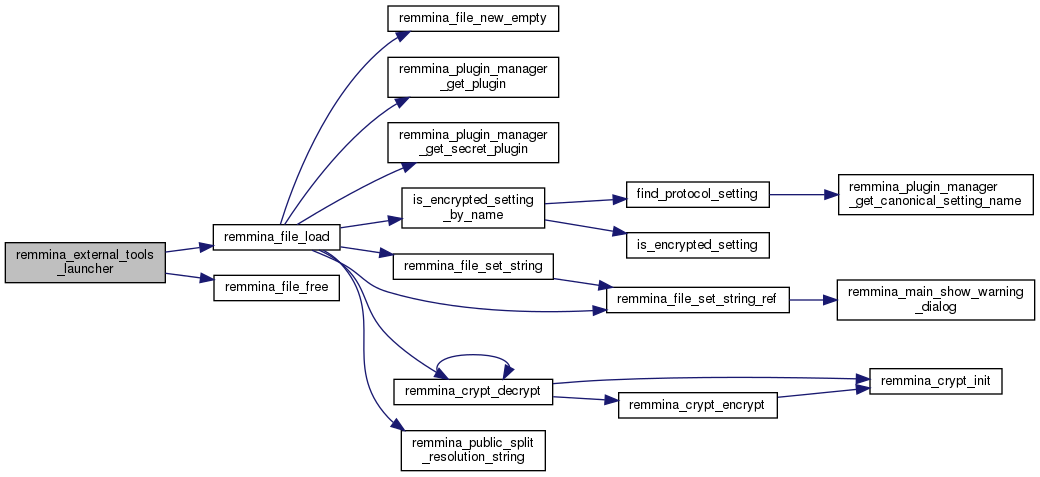 remmina_file_new_empty
remmina_plugin_manager
_get_plugin
remmina_plugin_manager
_get_secret_plugin
is_encrypted_setting
_by_name
find_protocol_setting
remmina_plugin_manager
_get_canonical_setting_name
remmina_file_load
is_encrypted_setting
remmina_external_tools
_launcher
remmina_file_set_string
remmina_file_free
remmina_file_set_string_ref
remmina_main_show_warning
_dialog
remmina_crypt_decrypt
remmina_crypt_init
remmina_crypt_encrypt
remmina_public_split
_resolution_string